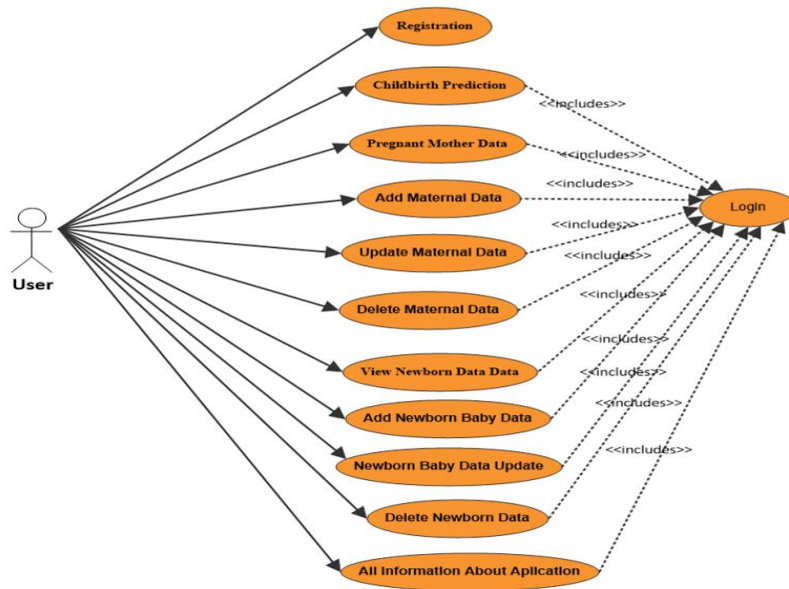 Registration
Childbirth Prediction
<<includes>>
Pregnant Mother Data
<<includes>>
Add Maternal Data
<<includes>>
Login
Update Maternal Data
<<includes>>
User
Delete Maternal Data
<<includes>>
<<includes>>
View Newborn Data Data
<<includes>>
<<includes>>
Add Newborn Baby Data
<<includes>>
Newborn Baby Data Update
<<includes>>
Delete Newborn Data
All Information About Aplication